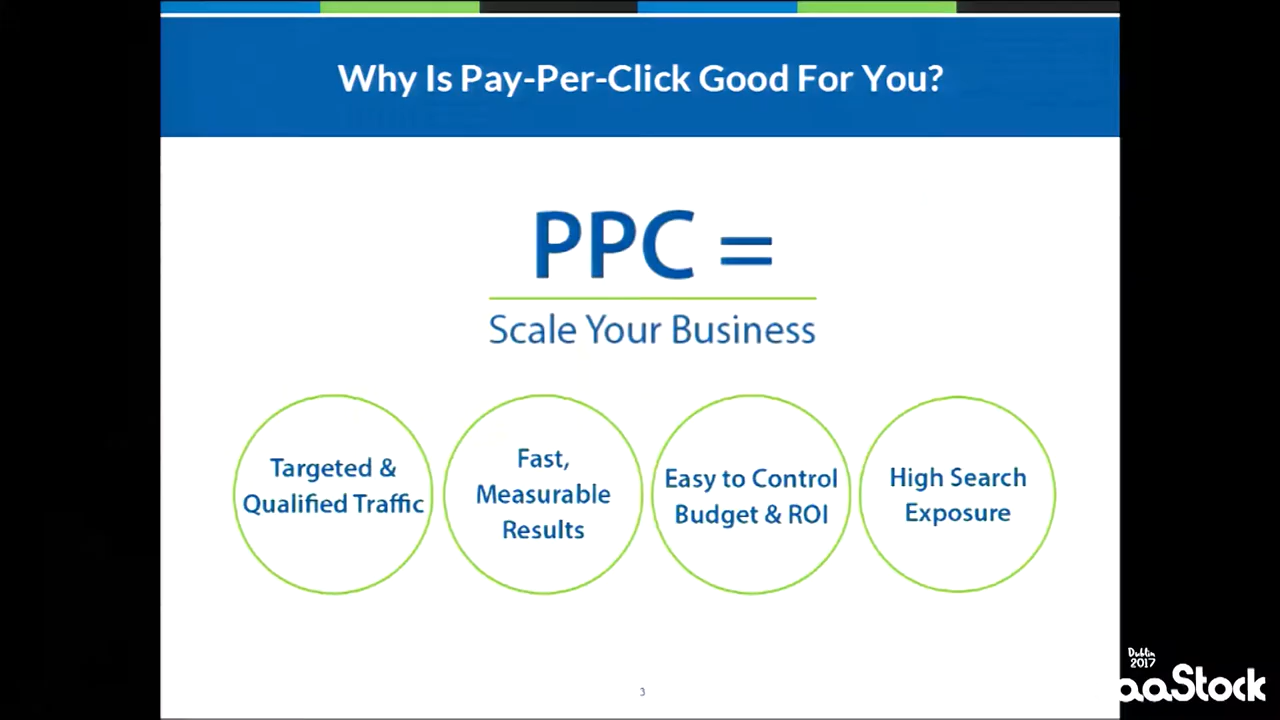 Why Is Pay-Per-Click Good For You?
PPC =
Scale Your Business
Targeted &
Qualified Traffic
Fast,
Measurable
Results
Easy to Control
Budget & ROI
High Search
Exposure
3
Dublin
2017
aaStock